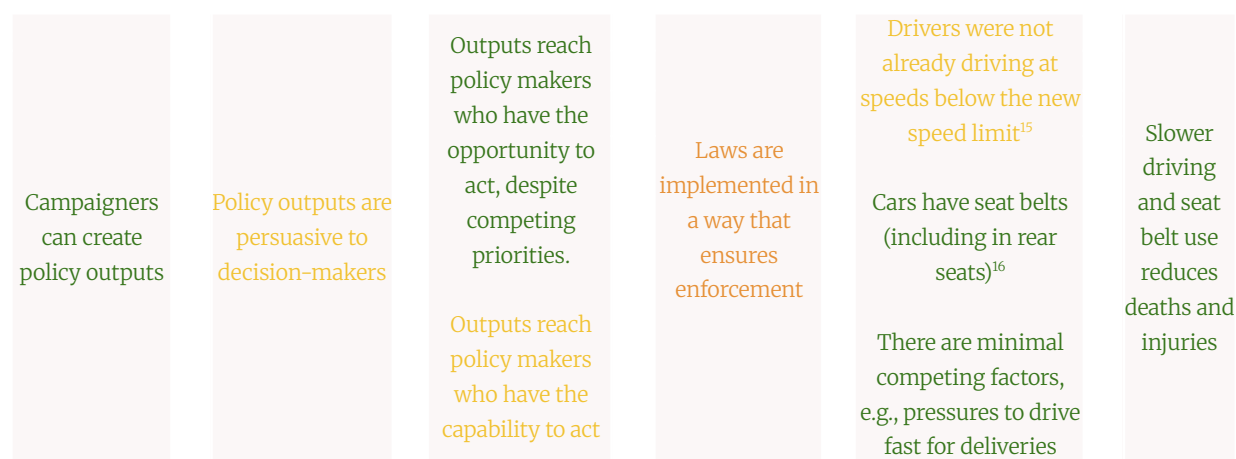 Campaigners
can create
policy outputs
Policy outputs are
persuasive to
decision-makers
Outputs reach
policy makers
who have the
opportunity to
act, despite
competing
priorities.
Outputs reach
policy makers
who have the
capability to act
Laws are
implemented in
a way that
ensures
enforcement
Drivers were not
already driving at
speeds below the new
speed limit15
Cars have seat belts
(including in rear
seats)16
There are minimal
competing factors,
e.g., pressures to drive
fast for deliveries
Slower
driving
and seat
belt use
reduces
deaths and
injuries